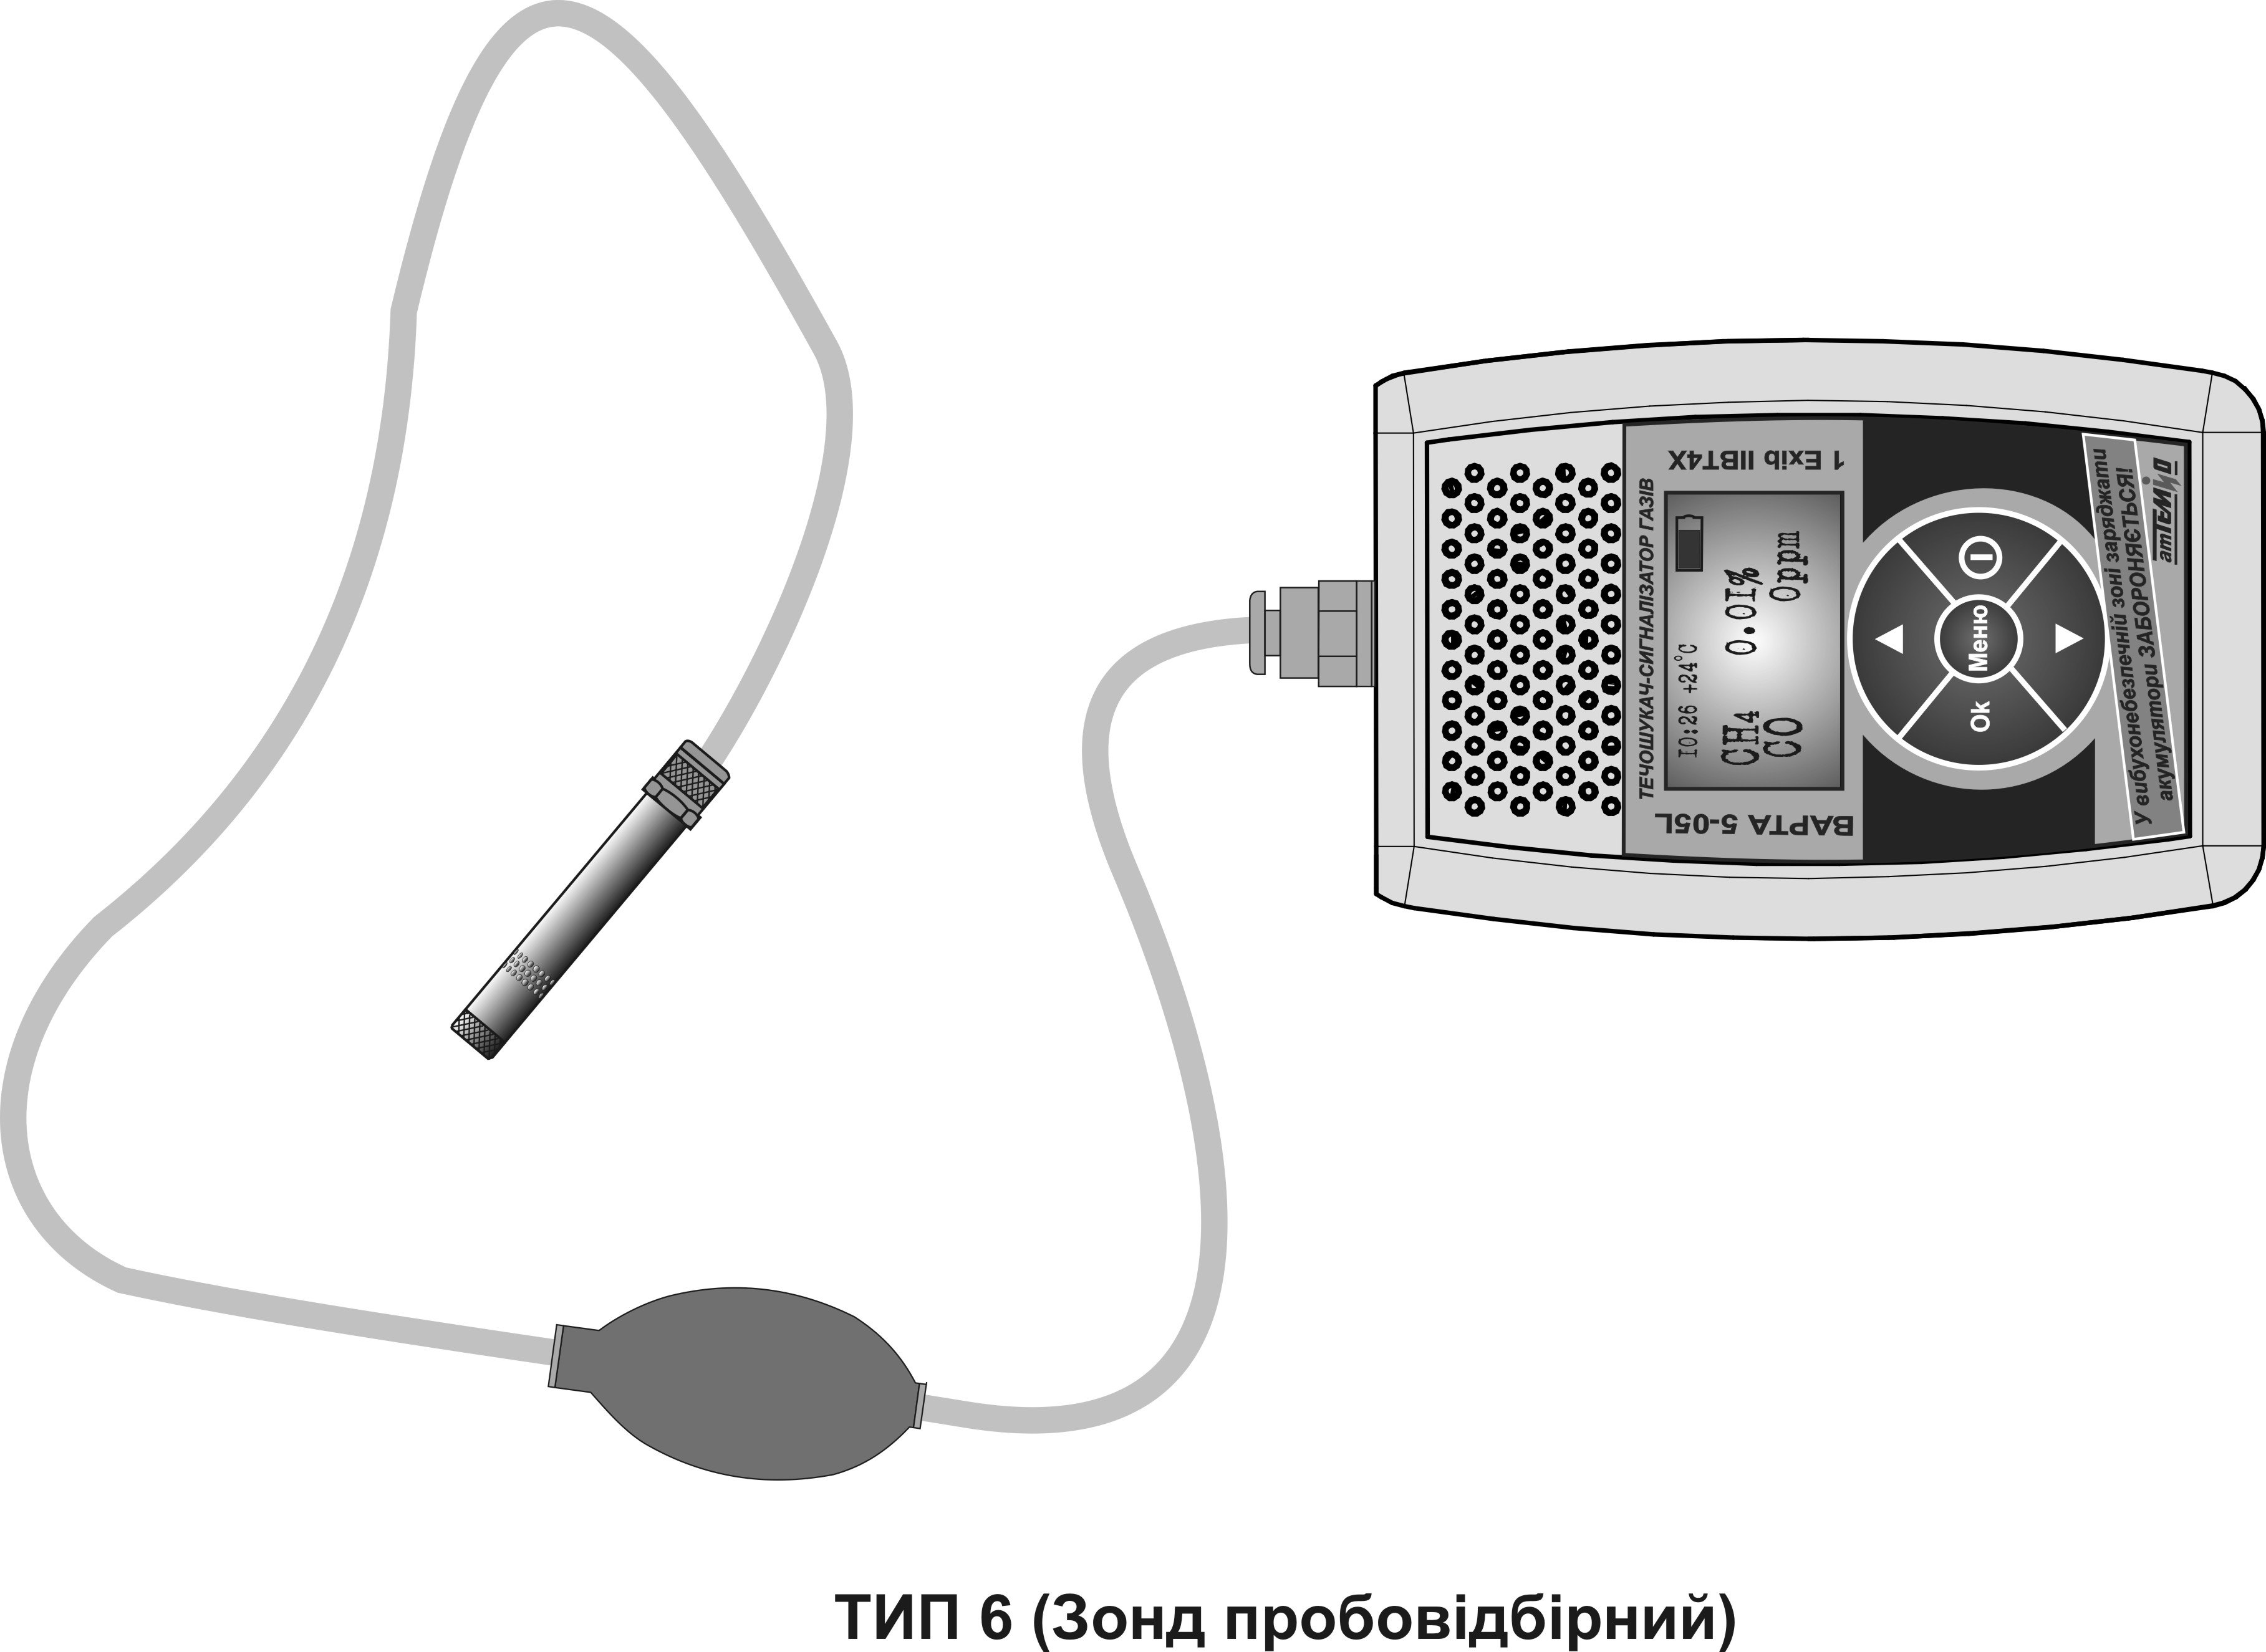 ТЕЧОШУКАЧ-СИГНАЛІЗАТОР ГАЗІВ
ВАРТА 5-05L
1 Exib IIBT4X
10:26 +24°C
CH4 0.01%
CO 0ppm
Меню
Ok
У вибухонебезпечній зоні заряджати
акумулятори ЗАБОРОНЯЄТЬСЯ!
ТИП 6 (Зонд пробовідбірний)